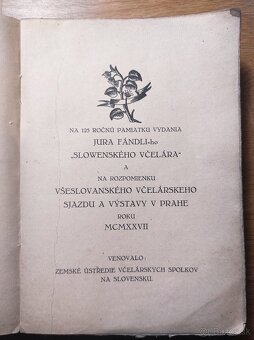 NA 125 ROČNÚ PAMIATKU VYDANIA
JURA FÁNDLI-ho
„SLOWENSKÉHO VČELÁRA“
A
NA ROZPOMIENKU
VŠESLOVANSKÉHO VČELÁRSKEHO
SJAZDU A VÝSTAVY V PRAHE
ROKU
MCMXXVII
VENOVALO:
ZEMSKÉ ÚSTREDIE VČELÁRSKYCH SPOLKOV
NA SLOVENSKU.